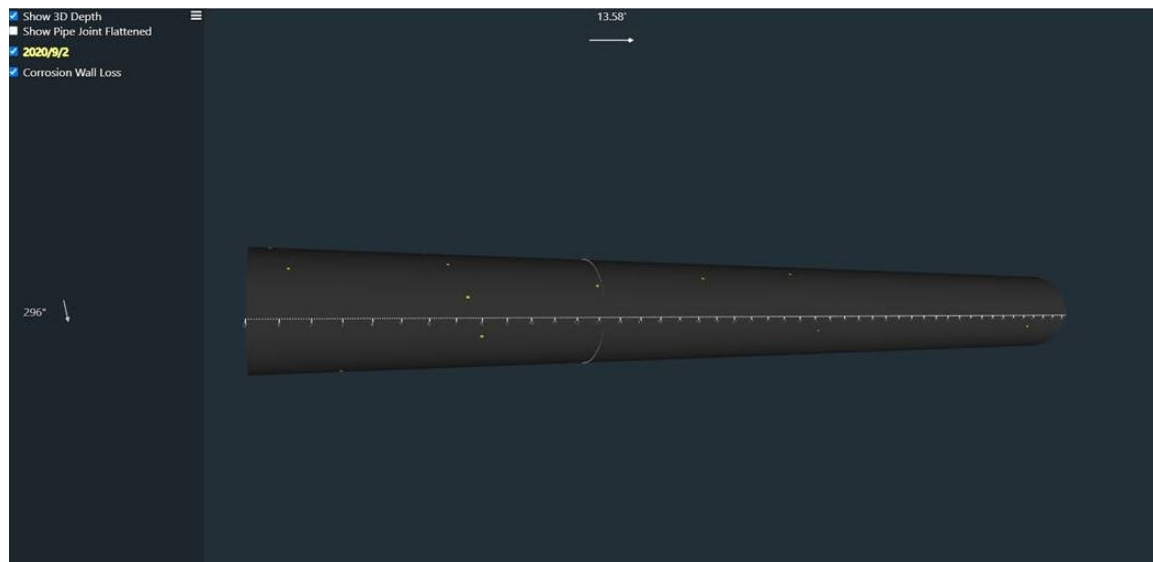 Show 3D Depth
Show Pipe Joint Flattened
2020/9/2
Corrosion Wall Loss
13.58'
296°